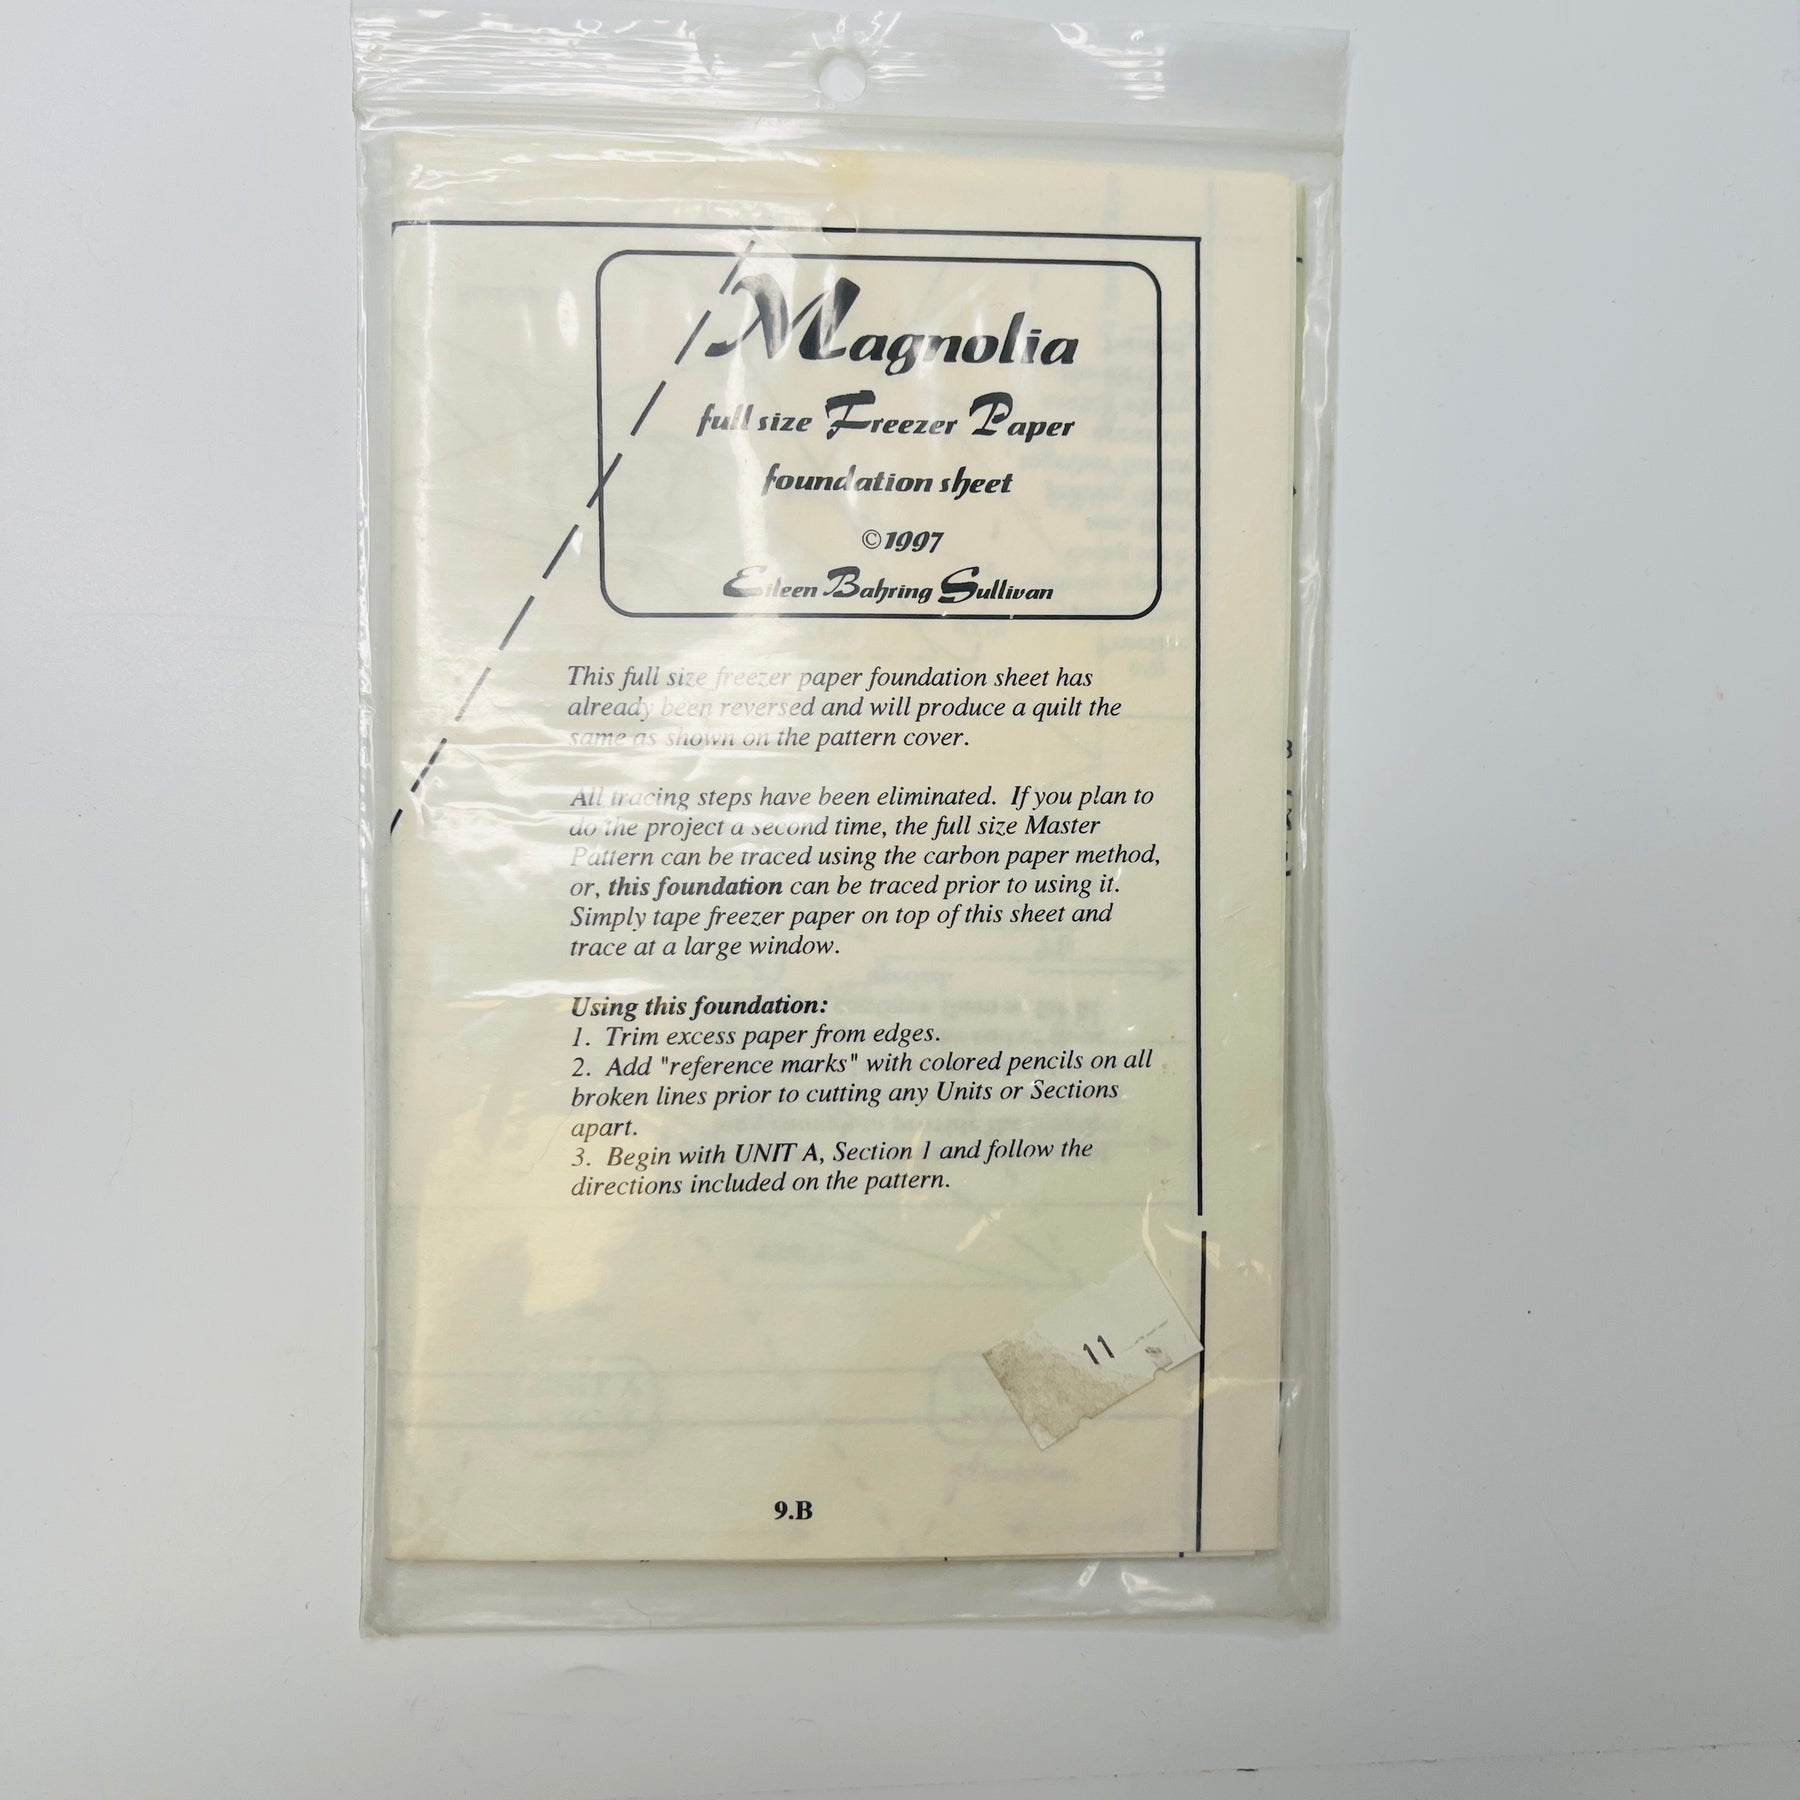 Magnolia
full size Freezer Paper
foundation sheet
©1997
Eileen Bahring Sullivan
This full size freezer paper foundation sheet has
already been reversed and will produce a quilt the
same as shown on the pattern cover.
All tracing steps have been eliminated. If you plan to
do the project a second time, the full size Master
Pattern can be traced using the carbon paper method,
or, this foundation can be traced prior to using it.
Simply tape freezer paper on top of this sheet and
trace at a large window.
Using this foundation:
1. Trim excess paper from edges.
2. Add "reference marks" with colored pencils on all
broken lines prior to cutting any Units or Sections
apart.
3. Begin with UNIT A, Section 1 and follow the
directions included on the pattern.
11
9.B